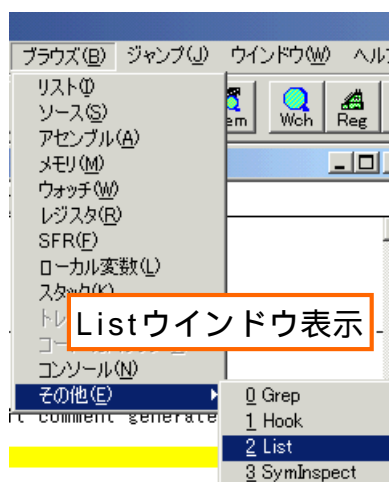 ブラウズ(B) ジャンプ(J) ウインドウ(W) ヘル
リスト(I)
ソース(S)
アセンブル(A)
メモリ(M)
ウォッチ(W)
レジスタ(R)
SFR(F)
ローカル変数(L)
スタック(K)
トレ
コー
コンソール(N)
その他(E)
em Wch Reg
Listウインドウ表示
0 Grep
1 Hook
2 List
3 SymInspect
t comment generate